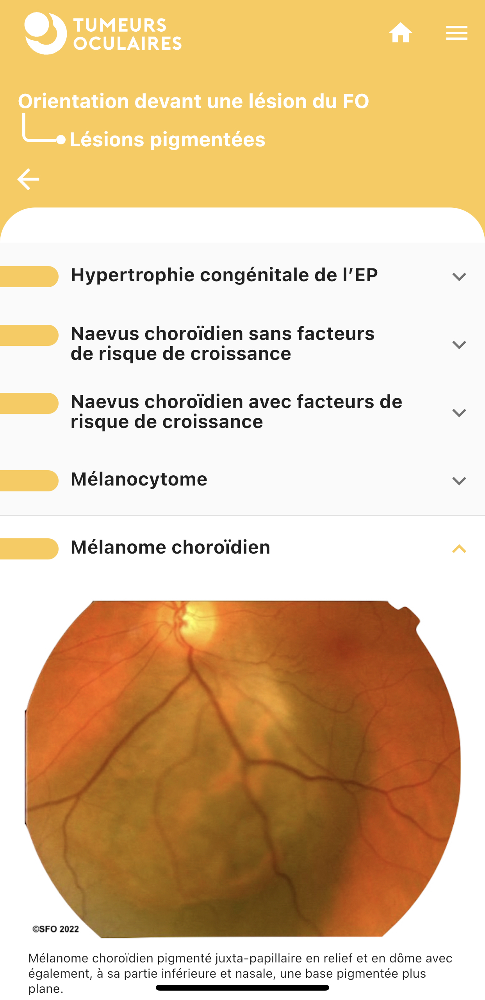 TUMEURS
OCULAIRES
Orientation devant une lésion du FO
Lésions pigmentées
Hypertrophie congénitale de l’EP
Naevus choroïdien sans facteurs
de risque de croissance
Naevus choroïdien avec facteurs de
risque de croissance
Mélanocytome
Mélanome choroïdien
©SFO 2022
Mélanome choroïdien pigmenté juxta-papillaire en relief et en dôme avec
également, à sa partie inférieure et nasale, une base pigmentée plus
plane.